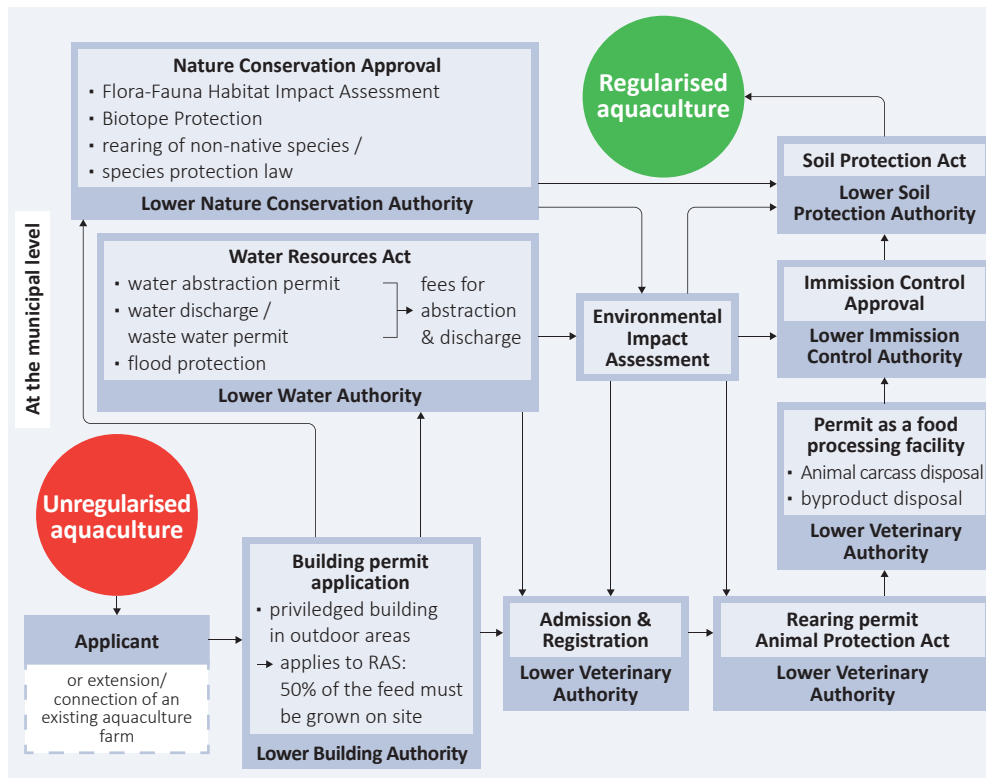 Nature Conservation Approval
▪ Flora-Fauna Habitat Impact Assessment
▪ Biotope Protection
▪ rearing of non-native species /
▪ species protection law
Lower Nature Conservation Authority
Regularised
aquaculture
Soil Protection Act
Lower Soil
Protection Authority
At the municipal level
Water Resources Act
▪ water abstraction permit
▪ water discharge /
waste water permit
▪ flood protection
fees for
abstraction
& discharge
Lower Water Authority
Environmental
Impact
Assessment
Immission Control
Approval
Lower Immission
Control Authority
Permit as a food
processing facility
▪ Animal carcass disposal
▪ byproduct disposal
Lower Veterinary
Authority
Unregularised
aquaculture
Applicant
or extension/
connection of an
existing aquaculture
farm
Building permit
application
▪ priviledged building
in outdoor areas
→ applies to RAS:
50% of the feed must
be grown on site
Lower Building Authority
Admission &
Registration
Lower Veterinary
Authority
Rearing permit
Animal Protection Act
Lower Veterinary
Authority